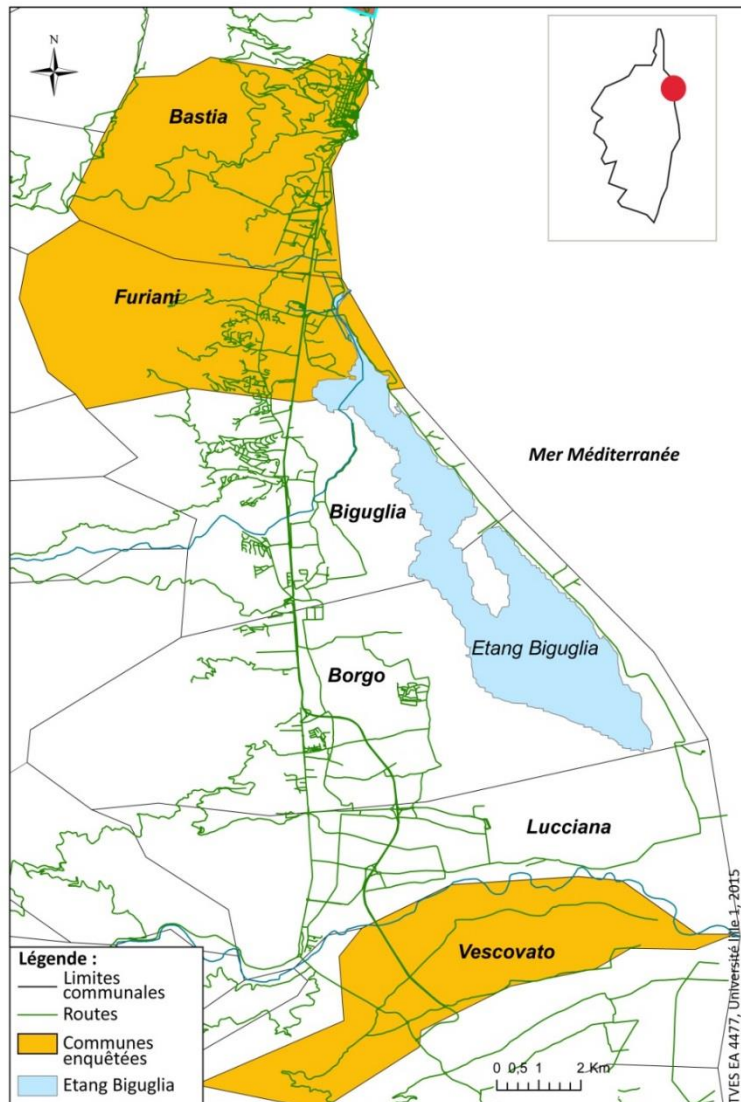 N
Bastia
Furiani
Mer Méditerranée
Biguglia
Etang Biguglia
Borgo
Lucciana
Vescovato
Légende :
Limites
communales
Routes
Communes
enquêtées
Etang Biguglia
0 0,5 1 2 Km
TVES EA 4477, Université lille 1, 2015